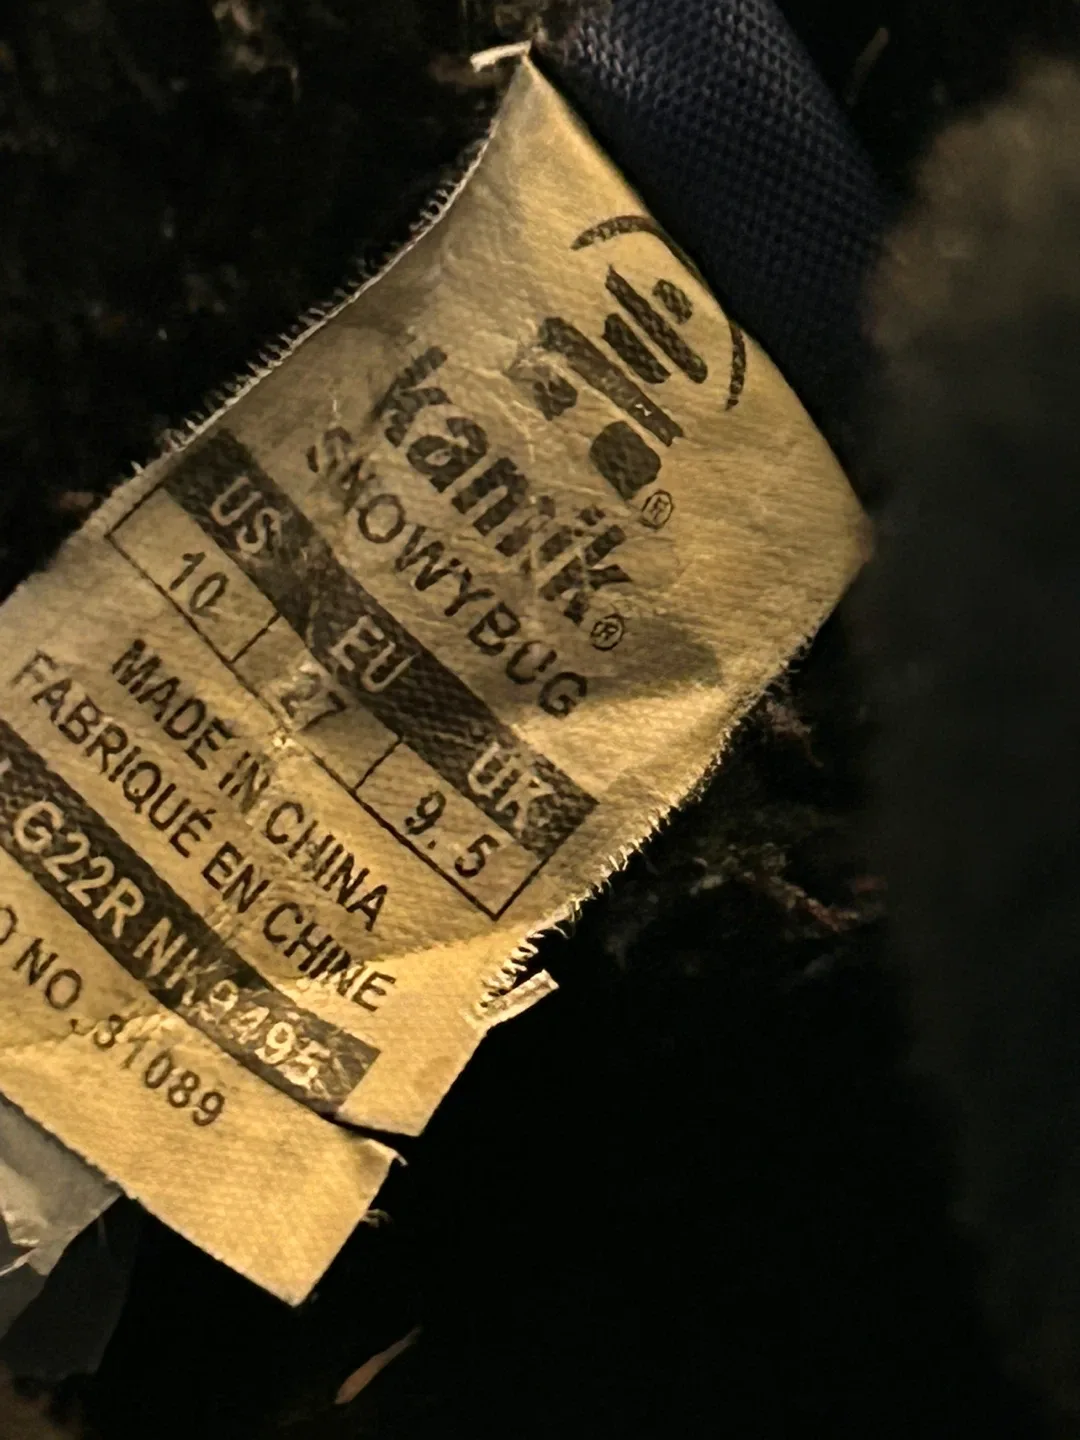 kamik®
SNOWYBUG
US EU UK
10 27 9.5
MADE IN CHINA
FABRIQUÉ EN CHINE
G22R NK9495
NO. 31089